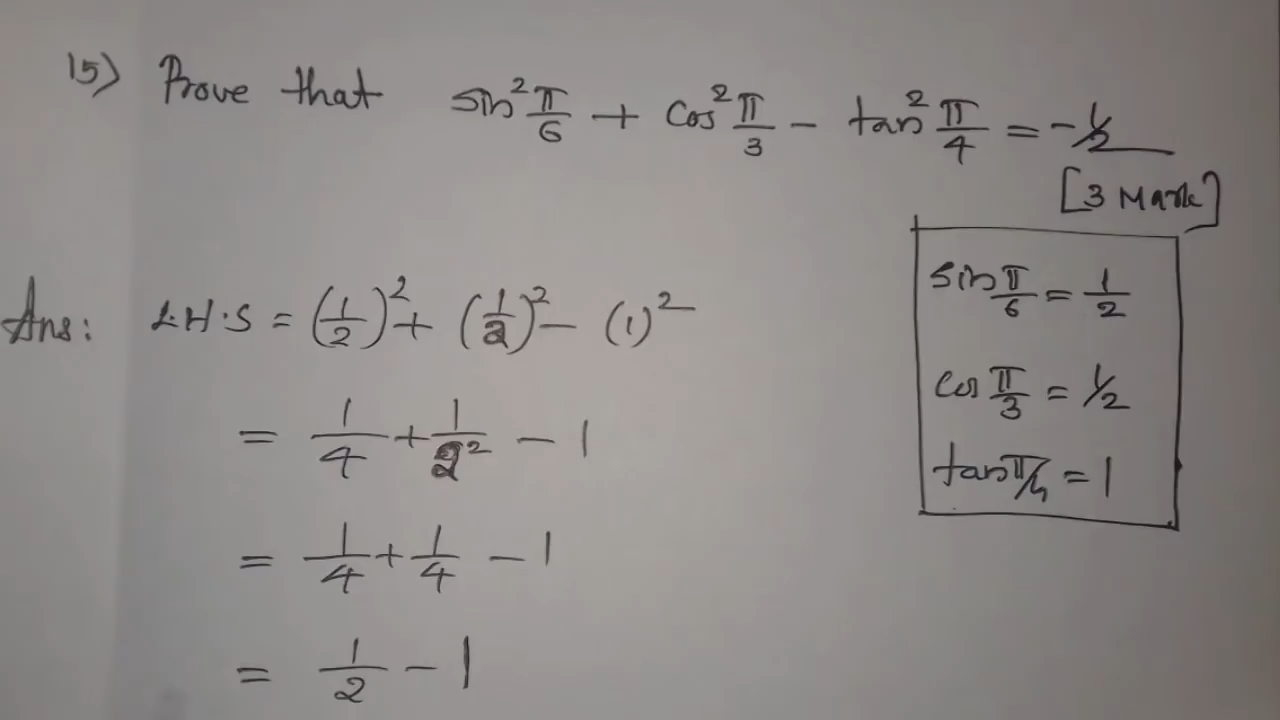 15) Prove that sin²π/6 + cos²π/3 − tan²π/4 = −1/2
[3 Mark]
sin π/6 = 1/2
cos π/3 = 1/2
tan π/4 = 1
Ans: L.H.S = (1/2)² + (1/2)² − (1)²
= 1/4 + 1/2² − 1
= 1/4 + 1/4 − 1
= 1/2 − 1